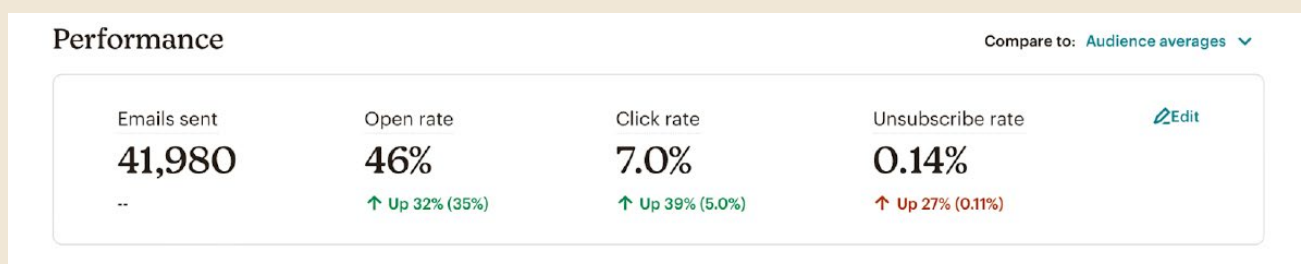 Performance
Compare to: Audience averages
Emails sent
Open rate
Click rate
Unsubscribe rate
Edit
41,980
46%
7.0%
0.14%
--
↑ Up 32% (35%)
↑ Up 39% (5.0%)
↑ Up 27% (0.11%)